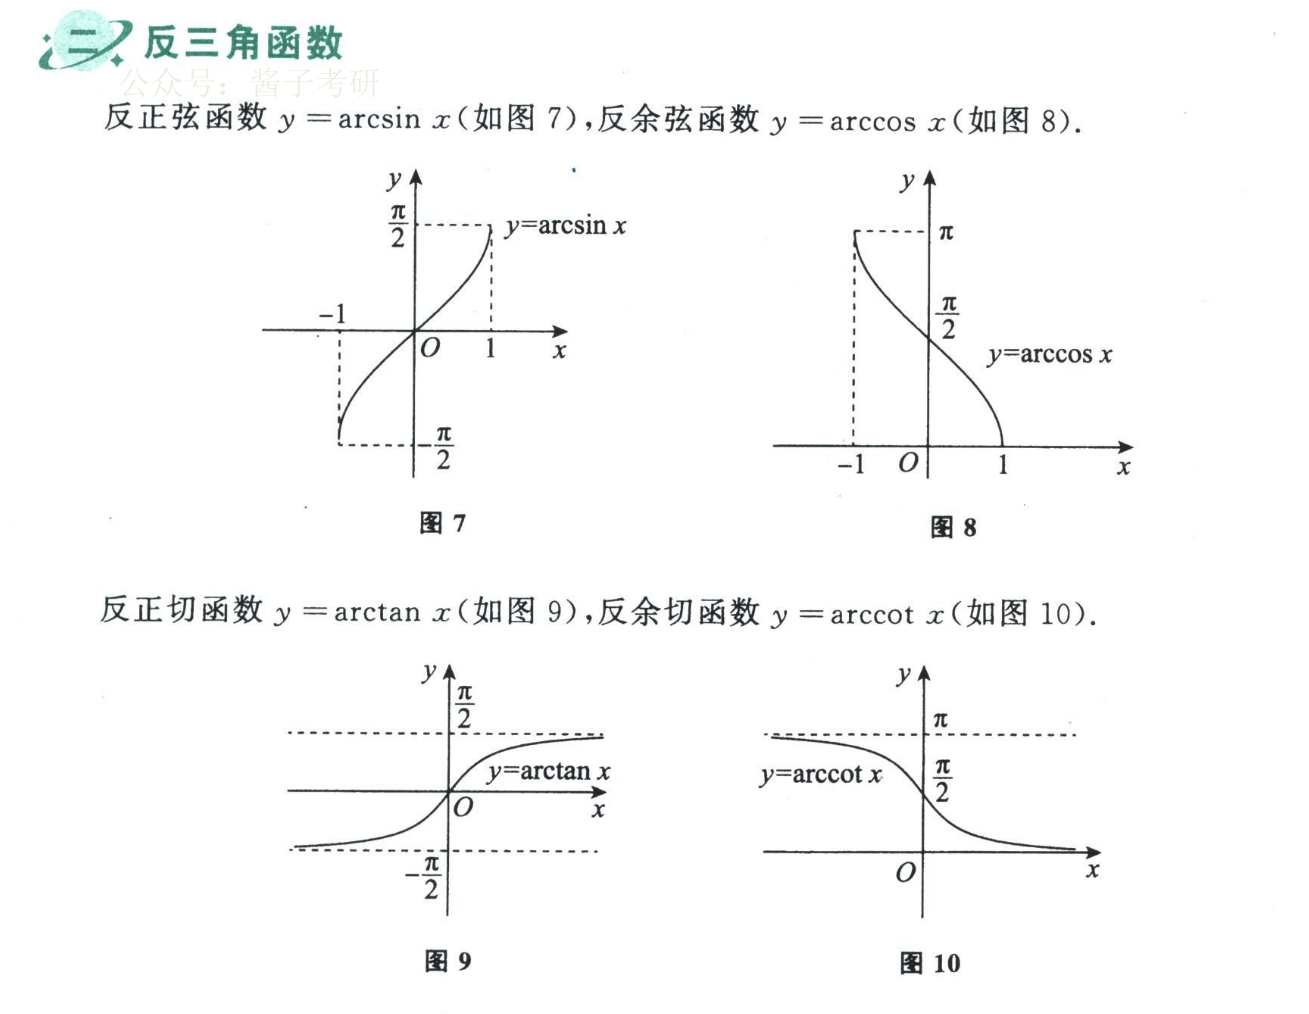 二 反三角函数
公众号：酱子考研
反正弦函数 y = arcsin x(如图 7),反余弦函数 y = arccos x(如图 8).
y
π/2
y=arcsin x
-1
O
1
x
-π/2
图 7
y
π
π/2
y=arccos x
-1
O
1
x
图 8
反正切函数 y = arctan x(如图 9),反余切函数 y = arccot x(如图 10).
y
π/2
y=arctan x
O
x
-π/2
图 9
y
π
y=arccot x
π/2
O
x
图 10